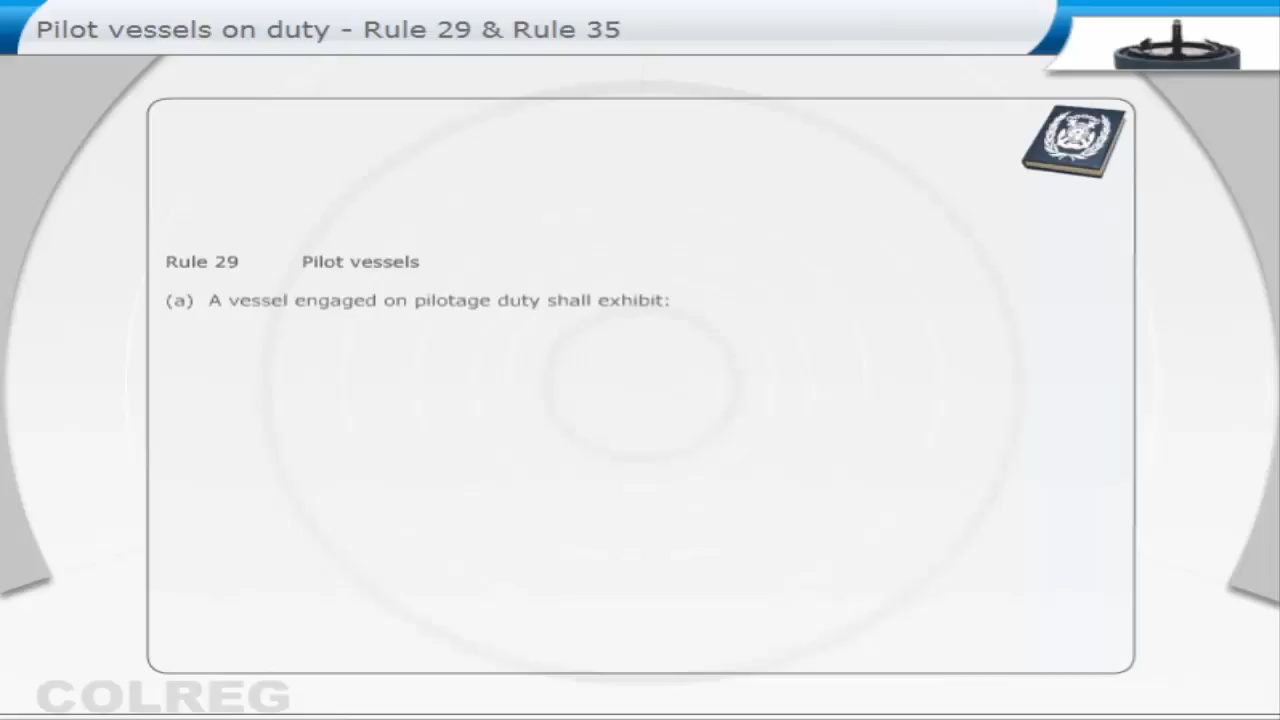 Pilot vessels on duty - Rule 29 & Rule 35
Rule 29 Pilot vessels
(a) A vessel engaged on pilotage duty shall exhibit:
COLREG